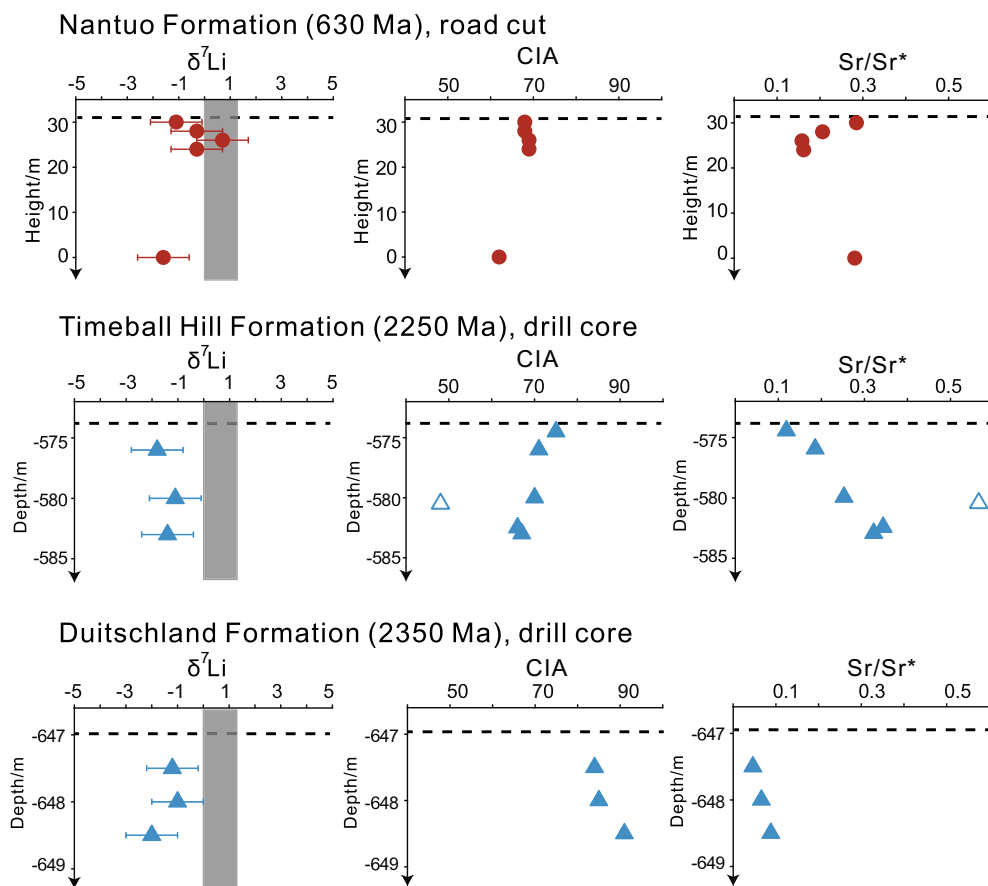 Nantuo Formation (630 Ma), road cut
δ⁷Li CIA Sr/Sr*
-5 -3 -1 1 3 5 50 70 90 0.1 0.3 0.5
30 30 30
20 20 20
10 10 10
0 0 0
Height/m Height/m Height/m
Timeball Hill Formation (2250 Ma), drill core
δ⁷Li CIA Sr/Sr*
-5 -3 -1 1 3 5 50 70 90 0.1 0.3 0.5
-575 -575 -575
-580 -580 -580
-585 -585 -585
Depth/m Depth/m Depth/m
Duitschland Formation (2350 Ma), drill core
δ⁷Li CIA Sr/Sr*
-5 -3 -1 1 3 5 50 70 90 0.1 0.3 0.5
-647 -647 -647
-648 -648 -648
-649 -649 -649
Depth/m Depth/m Depth/m